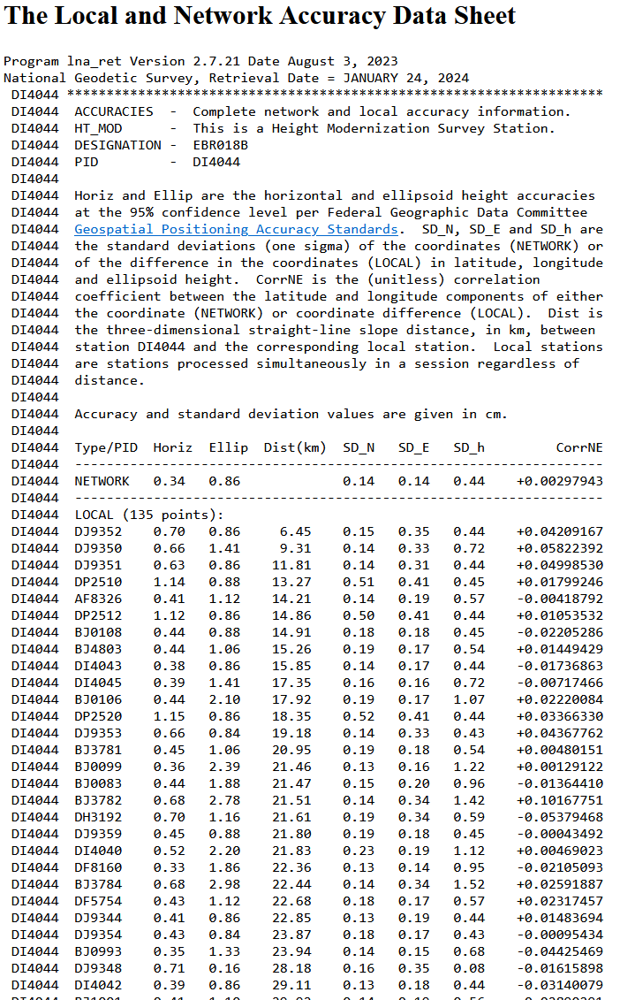 The Local and Network Accuracy Data Sheet
Program lna_ret Version 2.7.21 Date August 3, 2023
National Geodetic Survey, Retrieval Date = JANUARY 24, 2024
DI4044 ********************************************************************
DI4044  ACCURACIES  -  Complete network and local accuracy information.
DI4044  HT_MOD      -  This is a Height Modernization Survey Station.
DI4044  DESIGNATION -  EBR018B
DI4044  PID         -  DI4044
DI4044
DI4044  Horiz and Ellip are the horizontal and ellipsoid height accuracies
DI4044  at the 95% confidence level per Federal Geographic Data Committee
DI4044  Geospatial Positioning Accuracy Standards.  SD_N, SD_E and SD_h are
DI4044  the standard deviations (one sigma) of the coordinates (NETWORK) or
DI4044  of the difference in the coordinates (LOCAL) in latitude, longitude
DI4044  and ellipsoid height.  CorrNE is the (unitless) correlation
DI4044  coefficient between the latitude and longitude components of either
DI4044  the coordinate (NETWORK) or coordinate difference (LOCAL).  Dist is
DI4044  the three-dimensional straight-line slope distance, in km, between
DI4044  station DI4044 and the corresponding local station.  Local stations
DI4044  are stations processed simultaneously in a session regardless of
DI4044  distance.
DI4044
DI4044  Accuracy and standard deviation values are given in cm.
DI4044
DI4044  Type/PID  Horiz  Ellip  Dist(km)  SD_N   SD_E   SD_h         CorrNE
DI4044  -------------------------------------------------------------------
DI4044  NETWORK   0.34   0.86             0.14   0.14   0.44    +0.00297943
DI4044  -------------------------------------------------------------------
DI4044  LOCAL (135 points):
DI4044  DJ9352    0.70   0.86     6.45    0.15   0.35   0.44    +0.04209167
DI4044  DJ9350    0.66   1.41     9.31    0.14   0.33   0.72    +0.05822392
DI4044  DJ9351    0.63   0.86    11.81    0.14   0.31   0.44    +0.04998530
DI4044  DP2510    1.14   0.88    13.27    0.51   0.41   0.45    +0.01799246
DI4044  AF8326    0.41   1.12    14.21    0.14   0.19   0.57    -0.00418792
DI4044  DP2512    1.12   0.86    14.86    0.50   0.41   0.44    +0.01053532
DI4044  BJ0108    0.44   0.88    14.91    0.18   0.18   0.45    -0.02205286
DI4044  BJ4803    0.44   1.06    15.26    0.19   0.17   0.54    +0.01449429
DI4044  DI4043    0.38   0.86    15.85    0.14   0.17   0.44    -0.01736863
DI4044  DI4045    0.39   1.41    17.35    0.16   0.16   0.72    -0.00717466
DI4044  BJ0106    0.44   2.10    17.92    0.19   0.17   1.07    +0.02220084
DI4044  DP2520    1.15   0.86    18.35    0.52   0.41   0.44    +0.03366330
DI4044  DJ9353    0.66   0.84    19.18    0.14   0.33   0.43    +0.04367762
DI4044  BJ3781    0.45   1.06    20.95    0.19   0.18   0.54    +0.00480151
DI4044  BJ0099    0.36   2.39    21.46    0.13   0.16   1.22    +0.00129122
DI4044  BJ0083    0.44   1.88    21.47    0.15   0.20   0.96    -0.01364410
DI4044  BJ3782    0.68   2.78    21.51    0.14   0.34   1.42    +0.10167751
DI4044  DH3192    0.70   1.16    21.61    0.19   0.34   0.59    -0.05379468
DI4044  DJ9359    0.45   0.88    21.80    0.19   0.18   0.45    -0.00043492
DI4044  DI4040    0.52   2.20    21.83    0.23   0.19   1.12    +0.00469023
DI4044  DF8160    0.33   1.86    22.36    0.13   0.14   0.95    -0.02105093
DI4044  BJ3784    0.68   2.98    22.44    0.14   0.34   1.52    +0.02591887
DI4044  DF5754    0.43   1.12    22.68    0.18   0.17   0.57    +0.02317457
DI4044  DJ9344    0.41   0.86    22.85    0.13   0.19   0.44    +0.01483694
DI4044  DJ9354    0.43   0.84    23.87    0.18   0.17   0.43    -0.00095434
DI4044  BJ0993    0.35   1.33    23.94    0.14   0.15   0.68    -0.04425469
DI4044  DJ9348    0.71   0.16    28.18    0.16   0.35   0.08    -0.01615898
DI4044  DI4042    0.39   0.86    29.11    0.13   0.18   0.44    -0.03140079